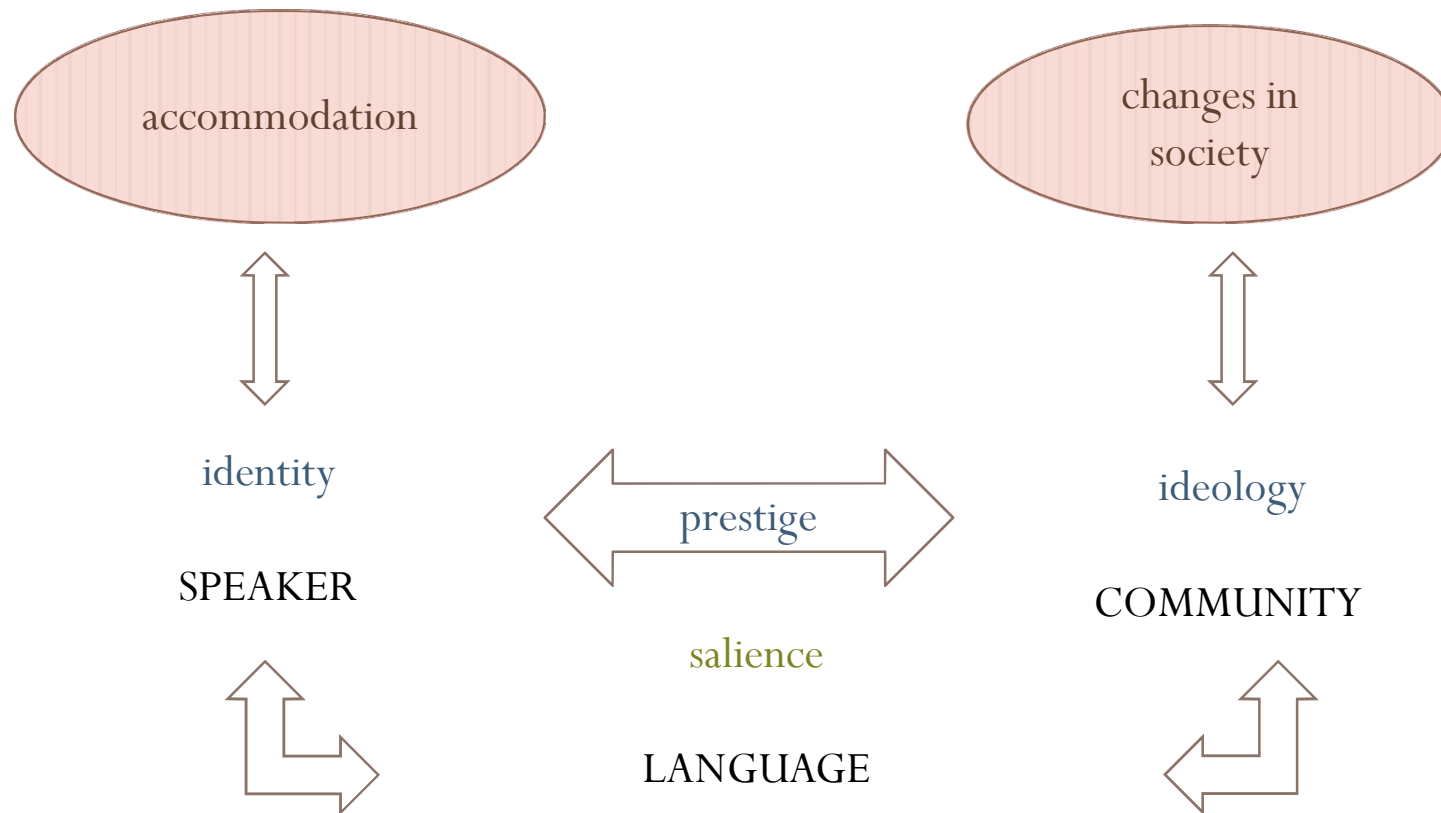 accommodation
changes in
society
identity
prestige
ideology
SPEAKER
COMMUNITY
salience
LANGUAGE